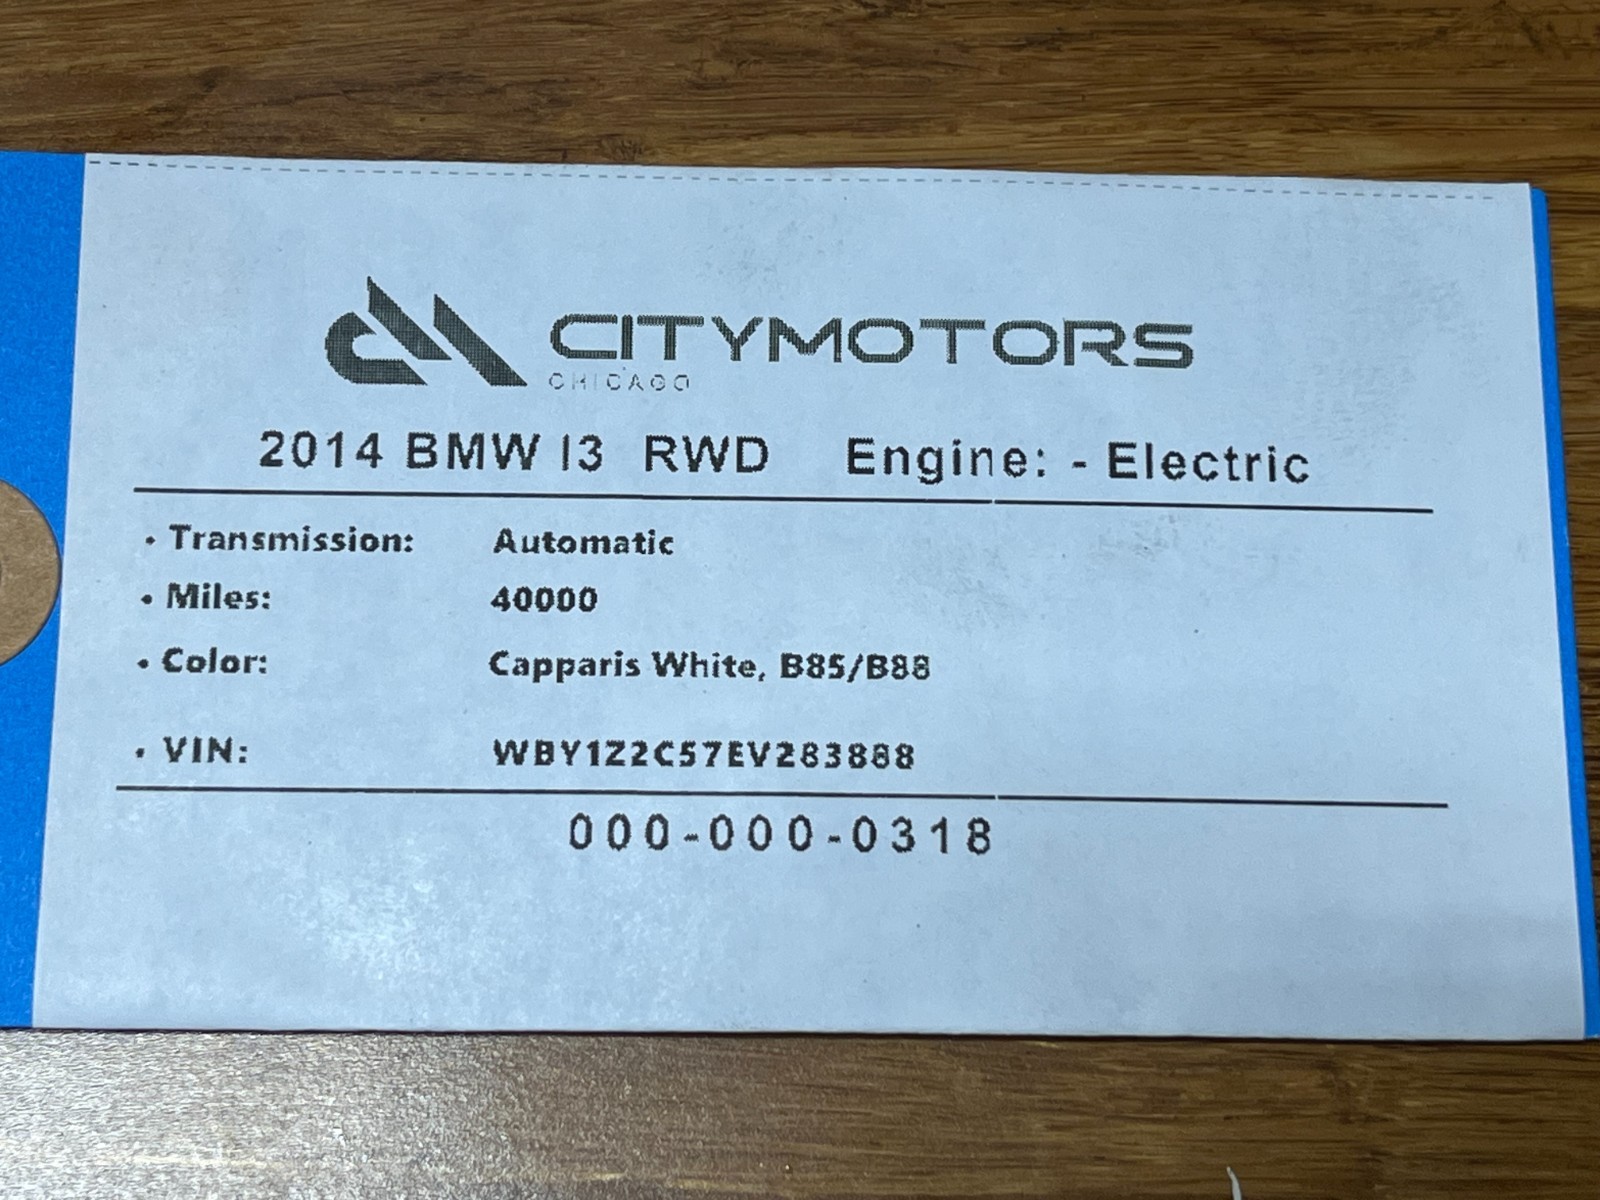 CITYMOTORS
CHICAGO
2014 BMW I3 RWD Engine: - Electric
• Transmission: Automatic
• Miles: 40000
• Color: Capparis White, B85/B88
• VIN: WBY1Z2C57EV283888
000-000-0318